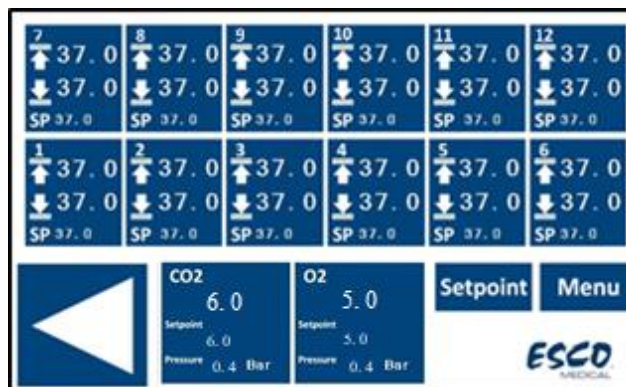 7 8 9 10 11 12
37.0 37.0 37.0 37.0 37.0 37.0
37.0 37.0 37.0 37.0 37.0 37.0
SP 37.0 SP 37.0 SP 37.0 SP 37.0 SP 37.0 SP 37.0
1 2 3 4 5 6
37.0 37.0 37.0 37.0 37.0 37.0
37.0 37.0 37.0 37.0 37.0 37.0
SP 37.0 SP 37.0 SP 37.0 SP 37.0 SP 37.0 SP 37.0
CO2
6.0
Setpoint
6.0
Pressure 0.4 Bar
O2
5.0
Setpoint
5.0
Pressure 0.4 Bar
Setpoint Menu
ESCO
MEDICAL